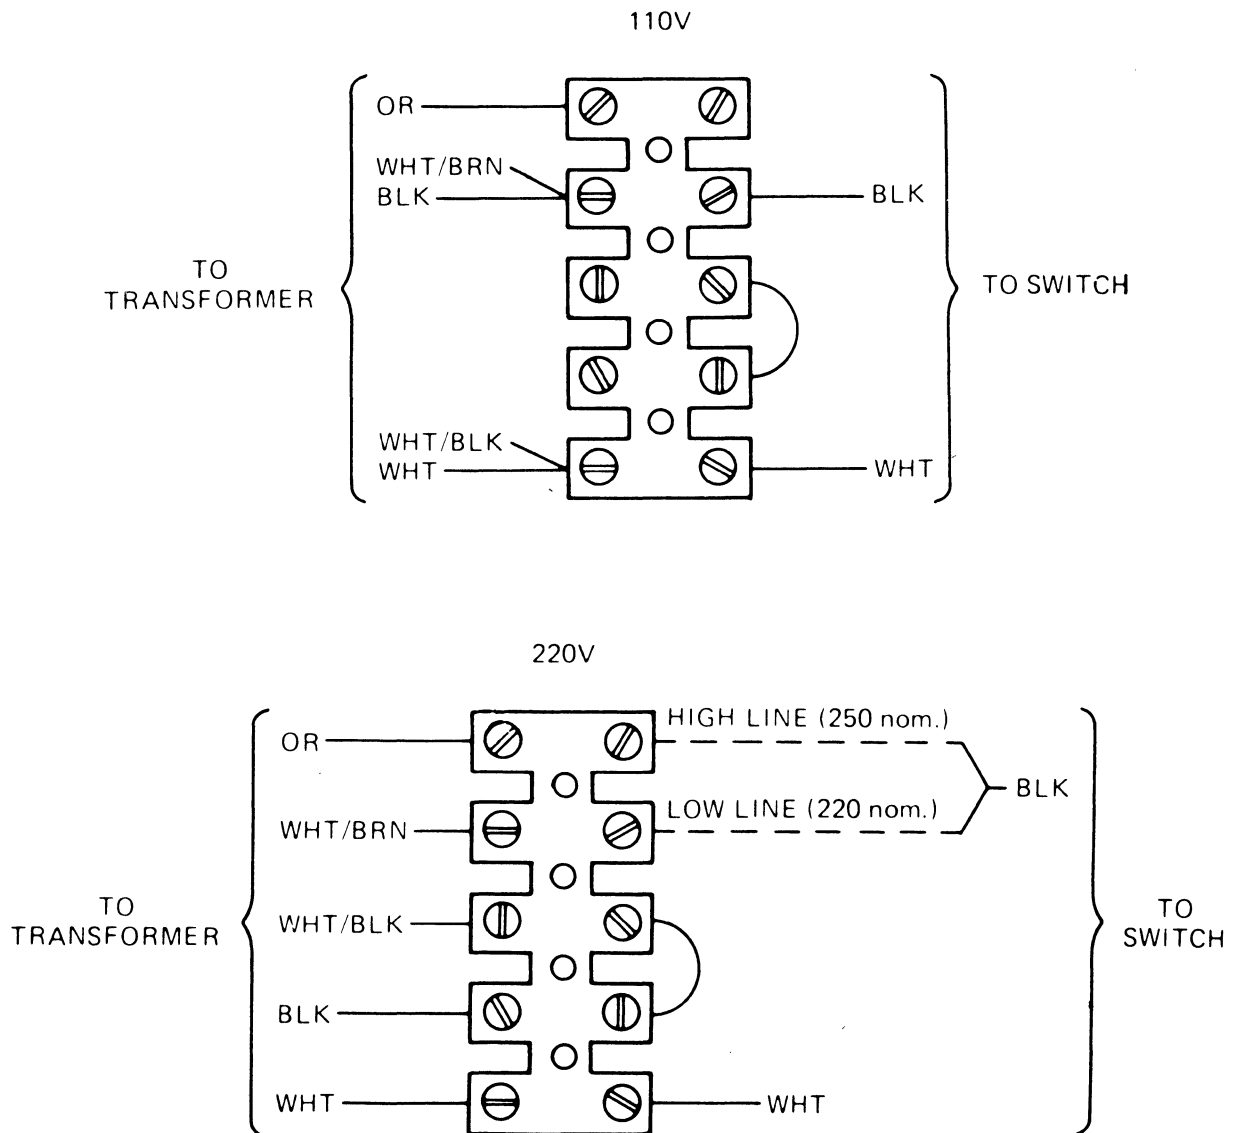 110V
OR
WHT/BRN
BLK
BLK
TO
TRANSFORMER
TO SWITCH
WHT/BLK
WHT
WHT
220V
HIGH LINE (250 nom.)
OR
BLK
LOW LINE (220 nom.)
WHT/BRN
TO
TRANSFORMER
WHT/BLK
TO
SWITCH
BLK
WHT
WHT